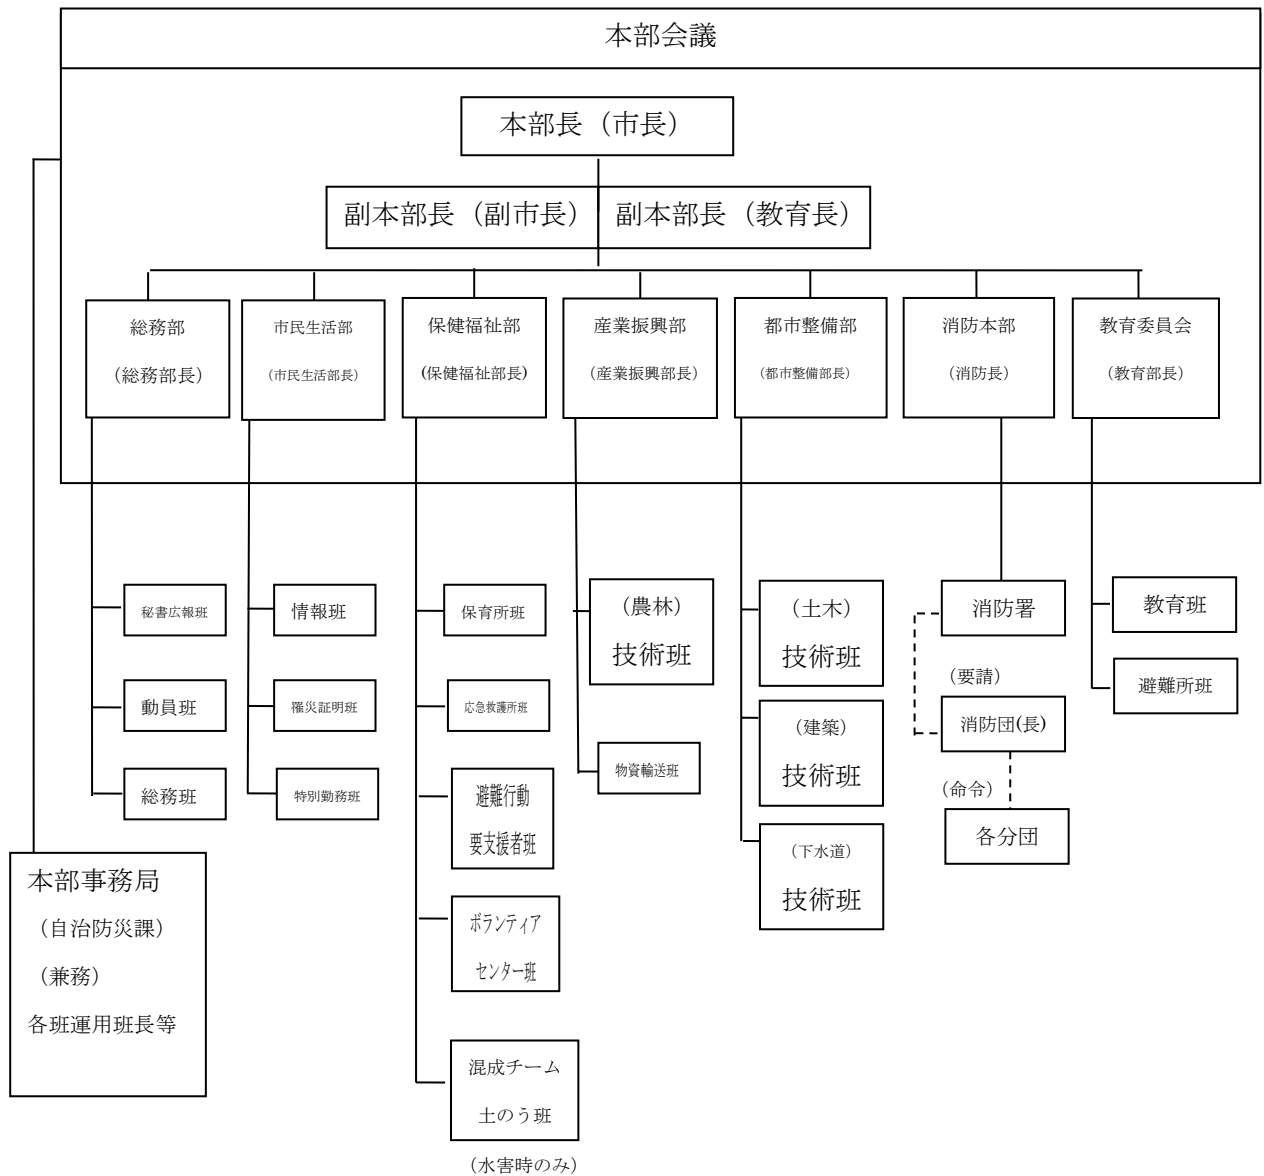 本部会議
本部長（市長）
副本部長（副市長）
副本部長（教育長）
総務部
（総務部長）
市民生活部
（市民生活部長）
保健福祉部
(保健福祉部長)
産業振興部
（産業振興部長）
都市整備部
（都市整備部長）
消防本部
（消防長）
教育委員会
（教育部長）
秘書広報班
動員班
総務班
情報班
罹災証明班
特別勤務班
保育所班
応急救護所班
避難行動
要支援者班
ボランティア
センター班
混成チーム
土のう班
（水害時のみ）
（農林）
技術班
物資輸送班
（土木）
技術班
（建築）
技術班
（下水道）
技術班
消防署
（要請）
消防団(長)
（命令）
各分団
教育班
避難所班
本部事務局
（自治防災課）
（兼務）
各班運用班長等